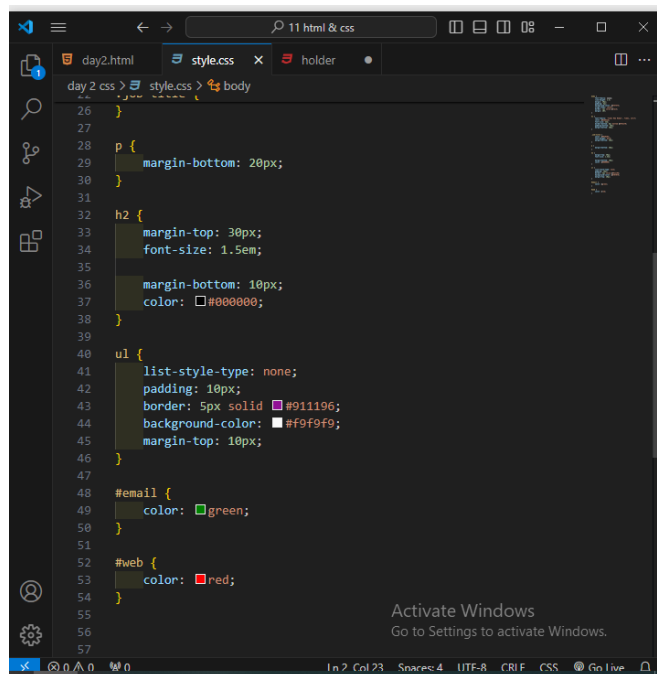 11 html & css
day2.html
style.css
holder
day 2 css > style.css > body
26 }
27
28 p {
29 margin-bottom: 20px;
30 }
31
32 h2 {
33 margin-top: 30px;
34 font-size: 1.5em;
35
36 margin-bottom: 10px;
37 color: #000000;
38 }
39
40 ul {
41 list-style-type: none;
42 padding: 10px;
43 border: 5px solid #911196;
44 background-color: #f9f9f9;
45 margin-top: 10px;
46 }
47
48 #email {
49 color: green;
50 }
51
52 #web {
53 color: red;
54 }
55
56
57
1
Activate Windows
Go to Settings to activate Windows.
0 0 0 Ln 2, Col 23 Spaces: 4 UTF-8 CRLF CSS Go Live